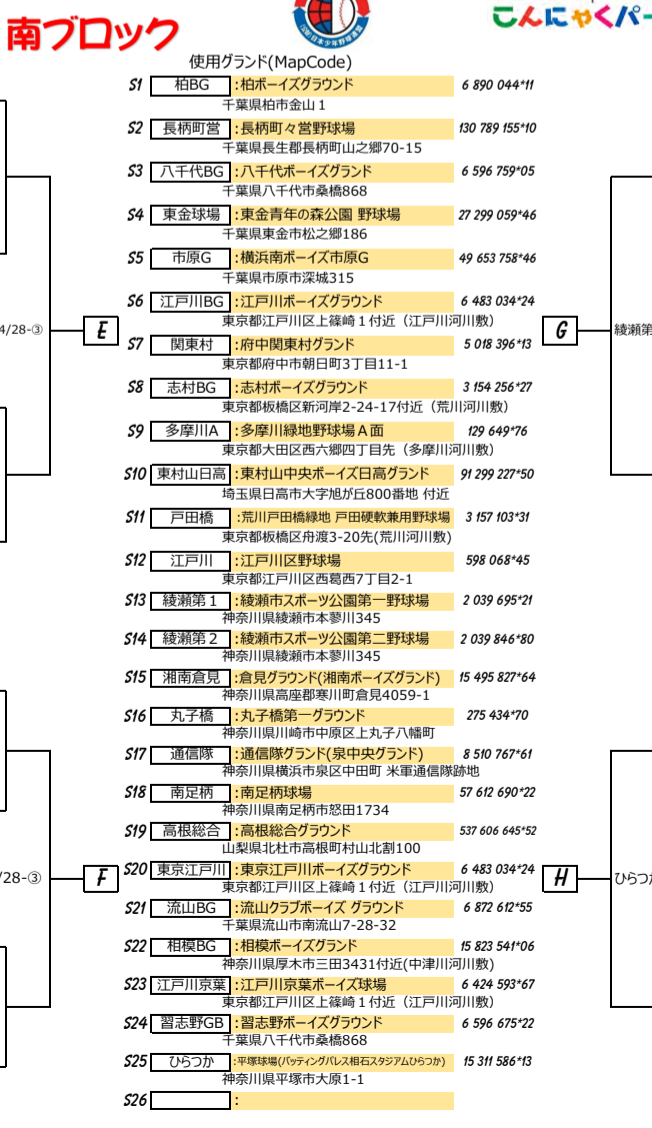 南ブロック
こんにゃくパー
使用グランド(MapCode)
S1 柏BG :柏ボーイズグラウンド 6 890 044*11
千葉県柏市金山1
S2 長柄町営 :長柄町々営野球場 130 789 155*10
千葉県長生郡長柄町山之郷70-15
S3 八千代BG :八千代ボーイズグランド 6 596 759*05
千葉県八千代市桑橋868
S4 東金球場 :東金青年の森公園 野球場 27 299 059*46
千葉県東金市松之郷186
S5 市原G :横浜南ボーイズ市原G 49 653 758*46
千葉県市原市深城315
S6 江戸川BG :江戸川ボーイズグラウンド 6 483 034*24
東京都江戸川区上篠崎1付近（江戸川河川敷）
4/28-③ E G 綾瀬第
S7 関東村 :府中関東村グランド 5 018 396*13
東京都府中市朝日町3丁目11-1
S8 志村BG :志村ボーイズグラウンド 3 154 256*27
東京都板橋区新河岸2-24-17付近（荒川河川敷）
S9 多摩川A :多摩川緑地野球場A面 129 649*76
東京都大田区西六郷四丁目先（多摩川河川敷）
S10 東村山日高 :東村山中央ボーイズ日高グランド 91 299 227*50
埼玉県日高市大字旭が丘800番地 付近
S11 戸田橋 :荒川戸田橋緑地 戸田硬軟兼用野球場 3 157 103*31
東京都板橋区舟渡3-20先(荒川河川敷)
S12 江戸川 :江戸川区野球場 598 068*45
東京都江戸川区西葛西7丁目2-1
S13 綾瀬第1 :綾瀬市スポーツ公園第一野球場 2 039 695*21
神奈川県綾瀬市本蓼川345
S14 綾瀬第2 :綾瀬市スポーツ公園第二野球場 2 039 846*80
神奈川県綾瀬市本蓼川345
S15 湘南倉見 :倉見グラウンド(湘南ボーイズグランド) 15 495 827*64
神奈川県高座郡寒川町倉見4059-1
S16 丸子橋 :丸子橋第一グラウンド 275 434*70
神奈川県川崎市中原区上丸子八幡町
S17 通信隊 :通信隊グランド(泉中央グランド) 8 510 767*61
神奈川県横浜市泉区中田町 米軍通信隊跡地
S18 南足柄 :南足柄球場 57 612 690*22
神奈川県南足柄市怒田1734
S19 高根総合 :高根総合グラウンド 537 606 645*52
山梨県北杜市高根町村山北割100
S20 東京江戸川 :東京江戸川ボーイズグラウンド 6 483 034*24
/28-③ F H ひらつか
東京都江戸川区上篠崎1付近（江戸川河川敷）
S21 流山BG :流山クラブボーイズ グラウンド 6 872 612*55
千葉県流山市南流山7-28-32
S22 相模BG :相模ボーイズグランド 15 823 541*06
神奈川県厚木市三田3431付近(中津川河川敷)
S23 江戸川京葉 :江戸川京葉ボーイズ球場 6 424 593*67
東京都江戸川区上篠崎1付近（江戸川河川敷）
S24 習志野GB :習志野ボーイズグラウンド 6 596 675*22
千葉県八千代市桑橋868
S25 ひらつか :平塚球場(バッティングパレス相石スタジアムひらつか) 15 311 586*13
神奈川県平塚市大原1-1
S26 :